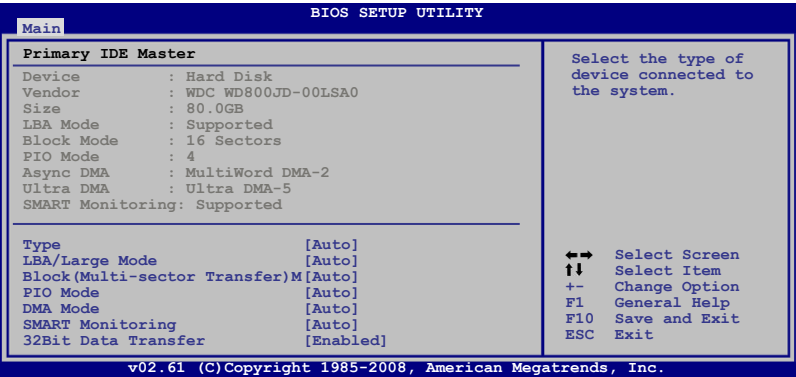 BIOS SETUP UTILITY
Main
Primary IDE Master
Device : Hard Disk
Vendor : WDC WD800JD-00LSA0
Size : 80.0GB
LBA Mode : Supported
Block Mode : 16 Sectors
PIO Mode : 4
Async DMA : MultiWord DMA-2
Ultra DMA : Ultra DMA-5
SMART Monitoring: Supported
Type [Auto]
LBA/Large Mode [Auto]
Block(Multi-sector Transfer)M[Auto]
PIO Mode [Auto]
DMA Mode [Auto]
SMART Monitoring [Auto]
32Bit Data Transfer [Enabled]
Select the type of
device connected to
the system.
←→ Select Screen
↑↓ Select Item
+- Change Option
F1 General Help
F10 Save and Exit
ESC Exit
v02.61 (C)Copyright 1985-2008, American Megatrends, Inc.